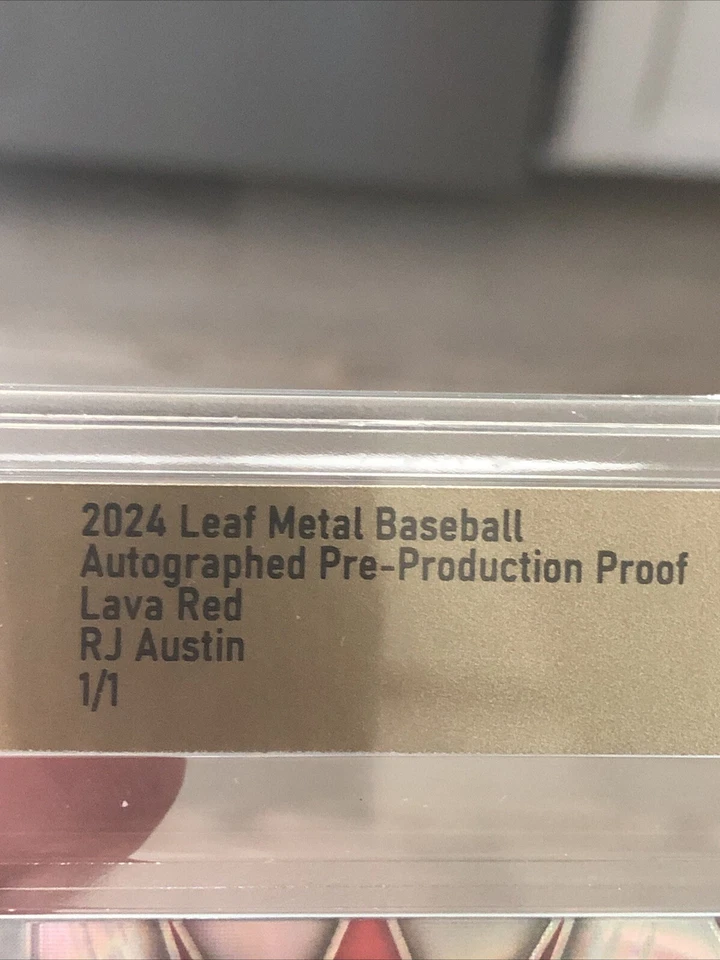 2024 Leaf Metal Baseball
Autographed Pre-Production Proof
Lava Red
RJ Austin
1/1